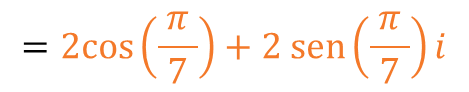 = 2cos(π/7) + 2 sen(π/7) i